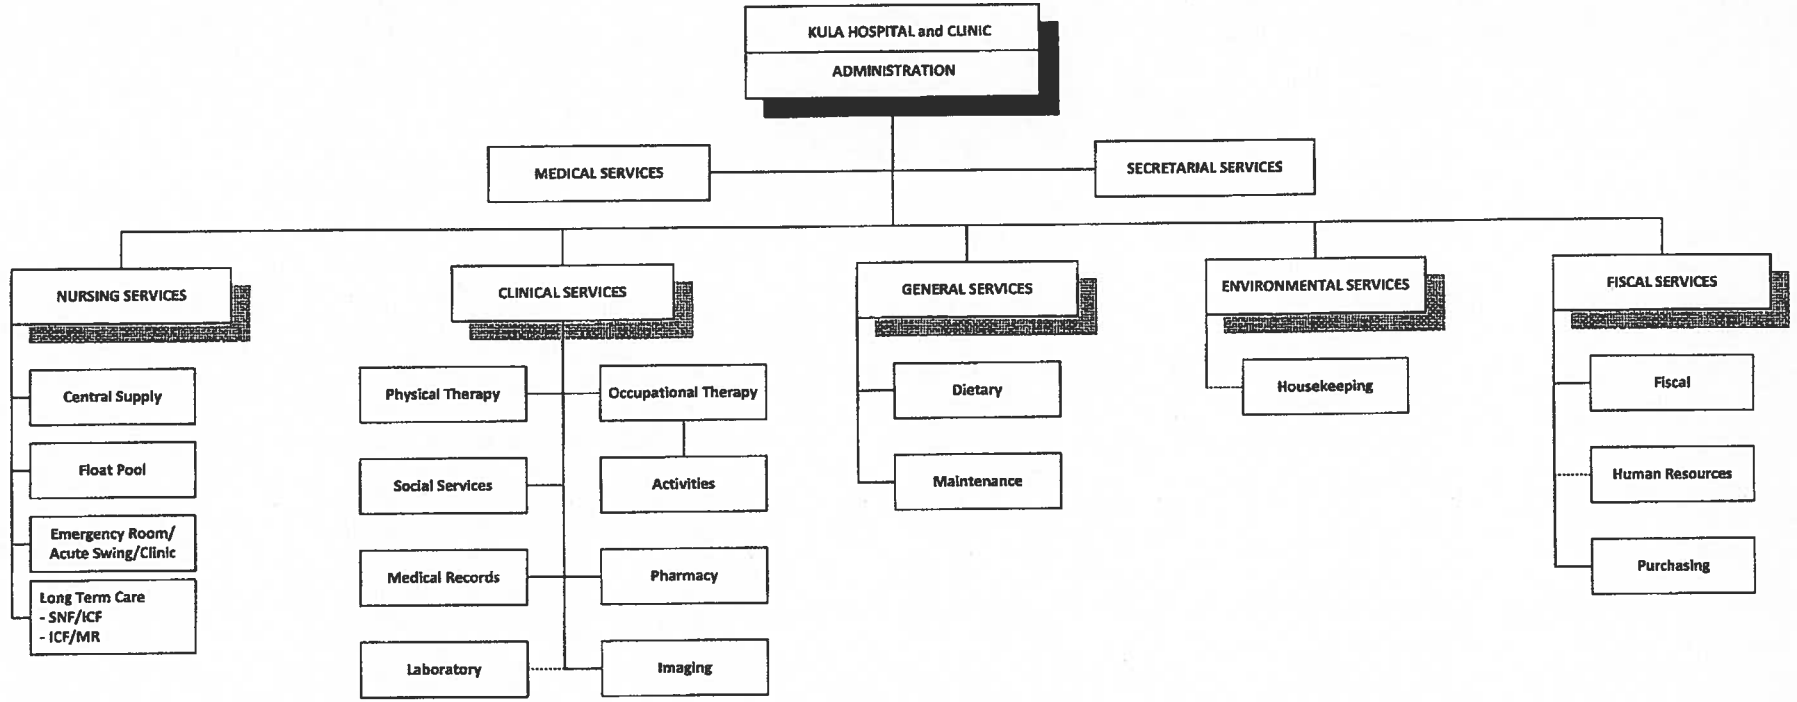 KULA HOSPITAL and CLINIC
ADMINISTRATION
MEDICAL SERVICES
SECRETARIAL SERVICES
NURSING SERVICES
CLINICAL SERVICES
GENERAL SERVICES
ENVIRONMENTAL SERVICES
FISCAL SERVICES
Central Supply
Float Pool
Emergency Room/
Acute Swing/Clinic
Long Term Care
- SNF/ICF
- ICF/MR
Physical Therapy
Occupational Therapy
Social Services
Activities
Medical Records
Pharmacy
Laboratory
Imaging
Dietary
Maintenance
Housekeeping
Fiscal
Human Resources
Purchasing